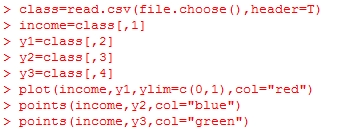 > class=read.csv(file.choose(),header=T)
> income=class[,1]
> y1=class[,2]
> y2=class[,3]
> y3=class[,4]
> plot(income,y1,ylim=c(0,1),col="red")
> points(income,y2,col="blue")
> points(income,y3,col="green")